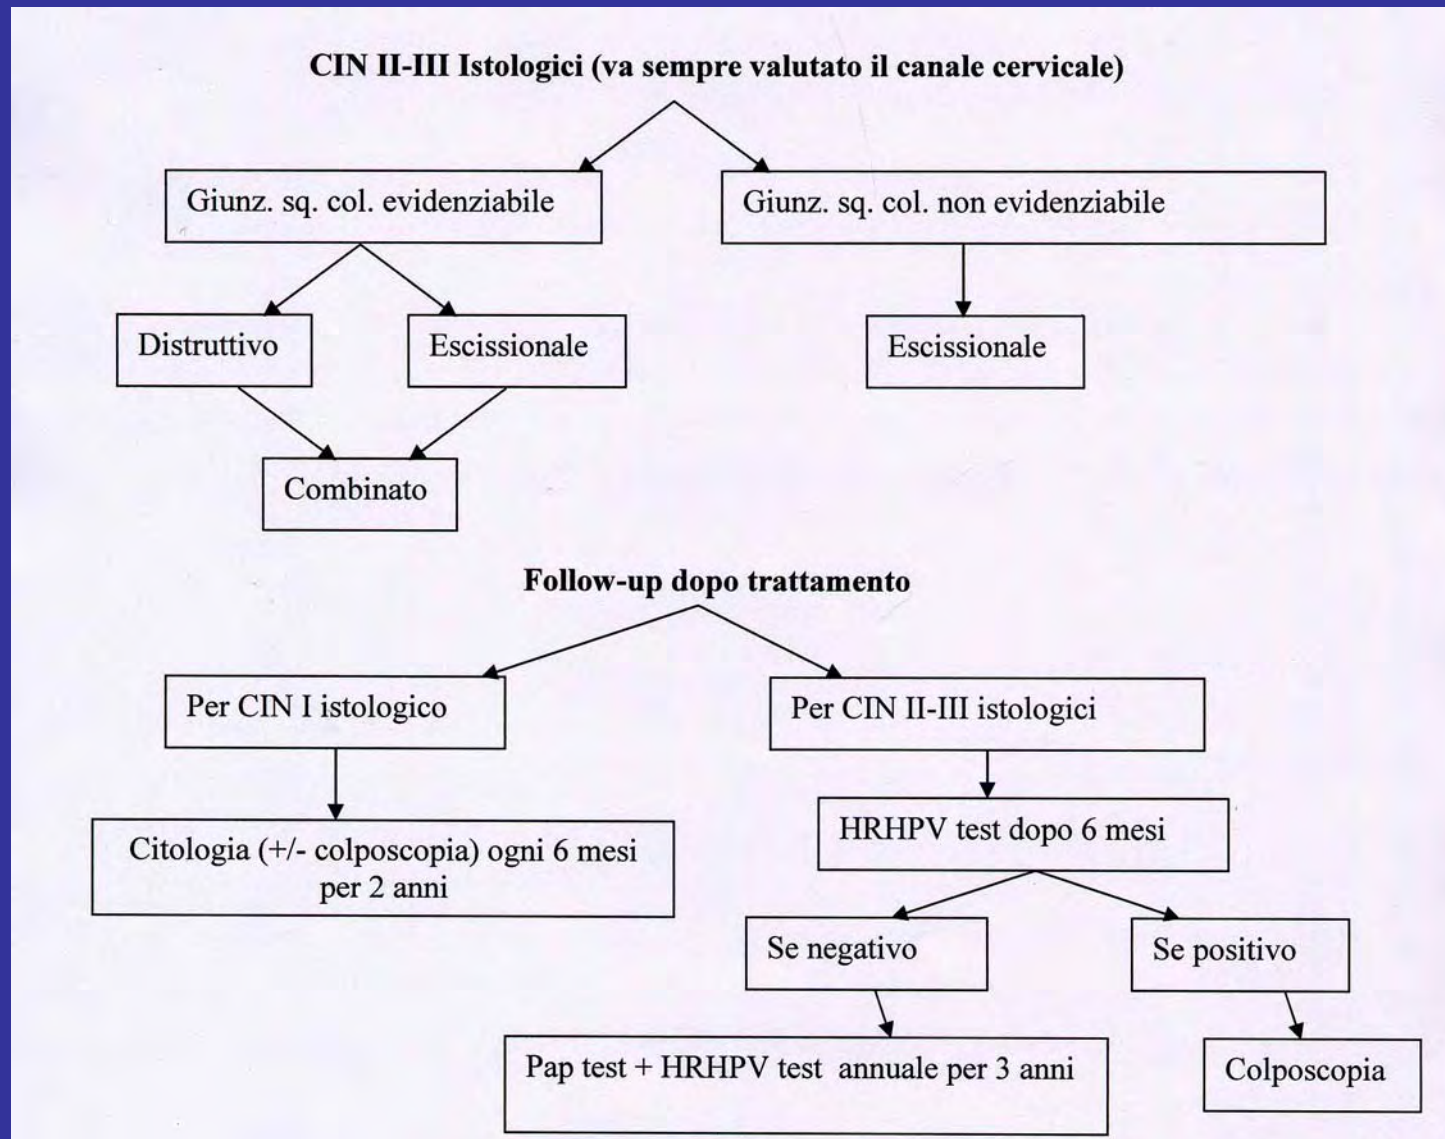 CIN II-III Istologici (va sempre valutato il canale cervicale)
Giunz. sq. col. evidenziabile
Giunz. sq. col. non evidenziabile
Distruttivo
Escissionale
Escissionale
Combinato
Follow-up dopo trattamento
Per CIN I istologico
Per CIN II-III istologici
Citologia (+/- colposcopia) ogni 6 mesi
per 2 anni
HRHPV test dopo 6 mesi
Se negativo
Se positivo
Pap test + HRHPV test annuale per 3 anni
Colposcopia